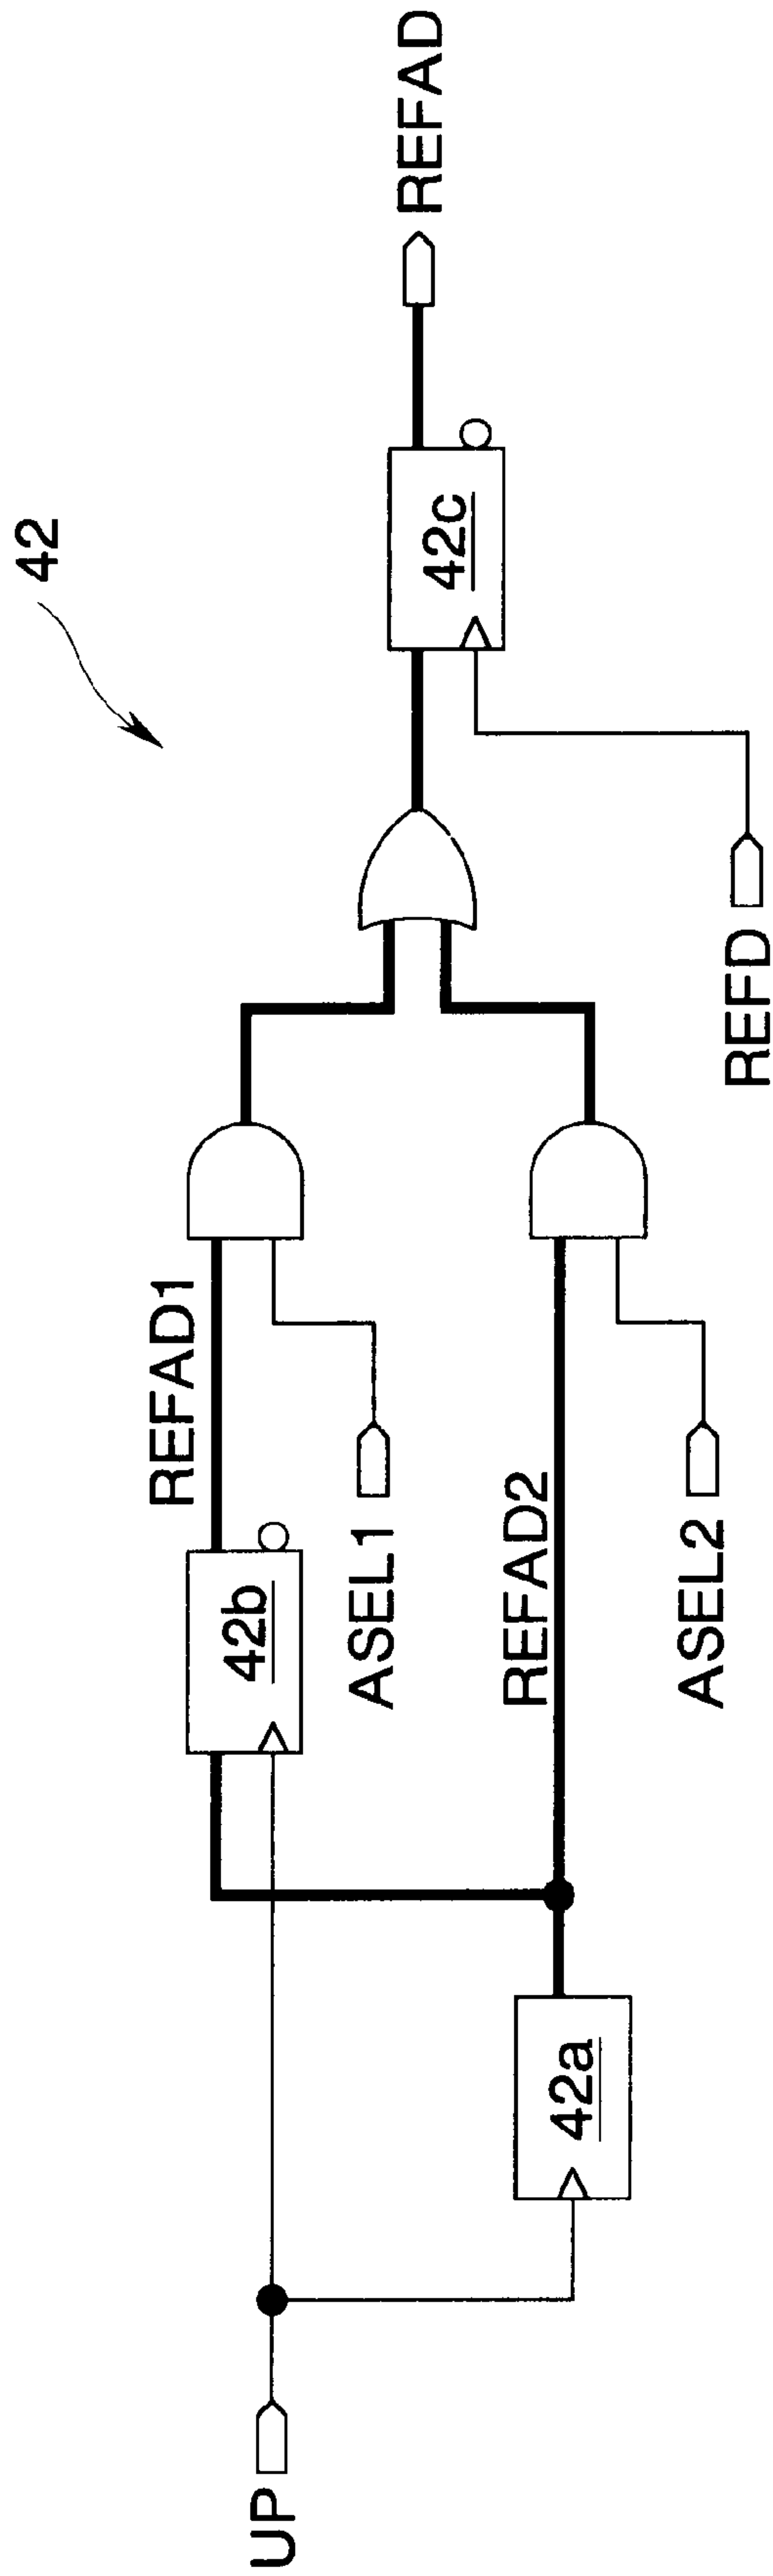 42
UP
42a
42b
REFAD1
REFAD2
ASEL1
ASEL2
REFD
42c
REFAD